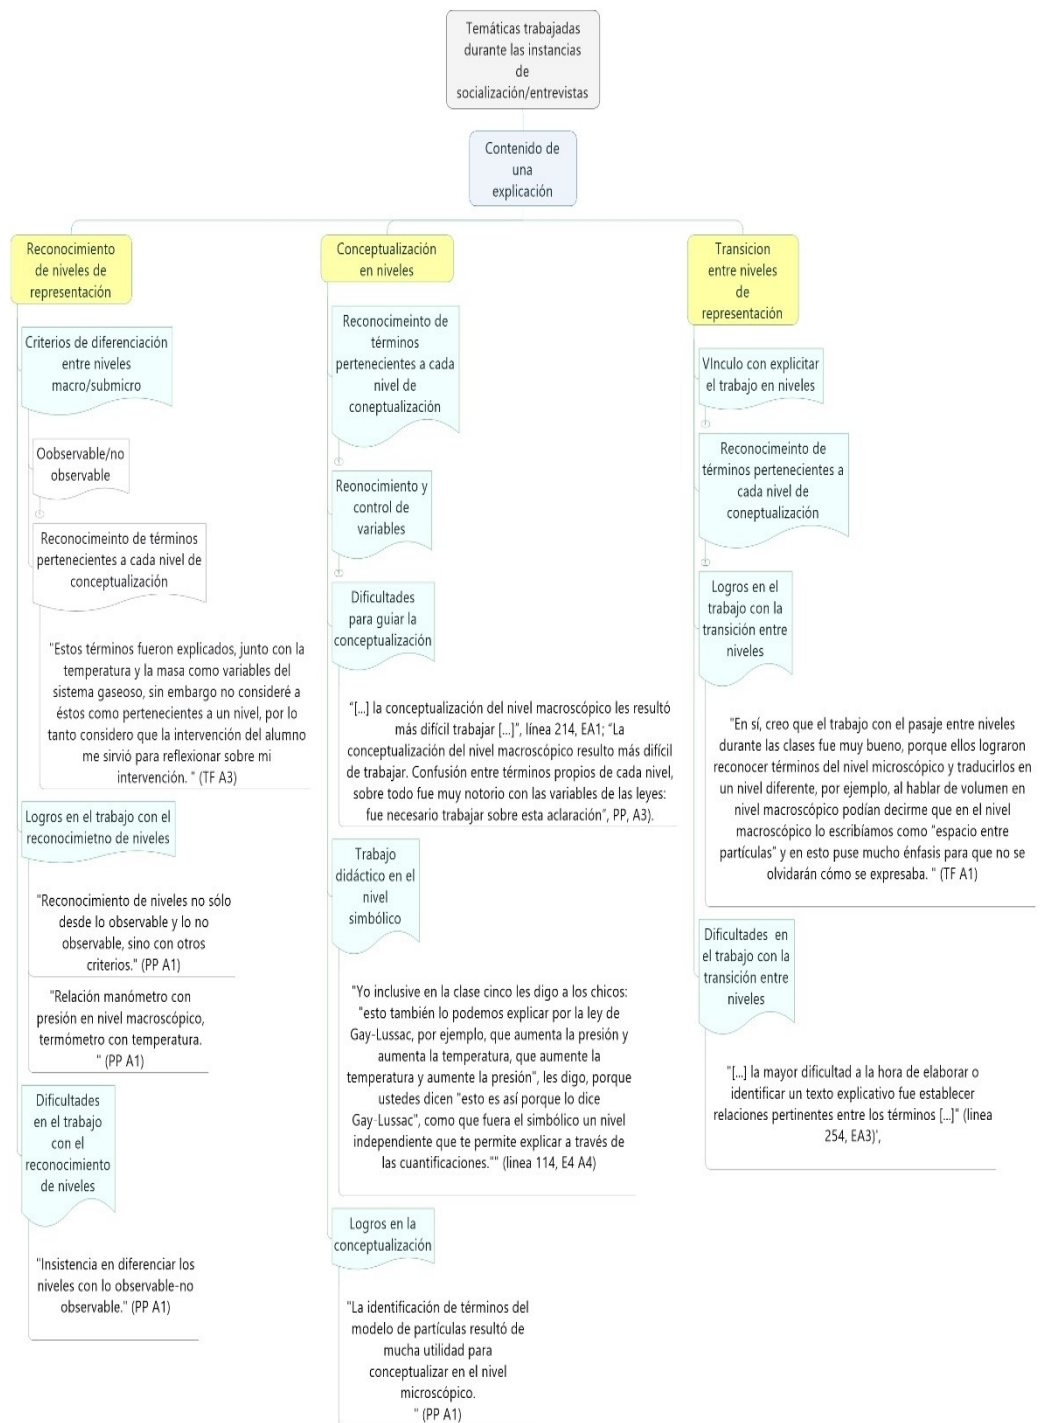 Temáticas trabajadas
durante las instancias
de
socialización/entrevistas
Contenido de
una
explicación
Reconocimiento
de niveles de
representación
Criterios de diferenciación
entre niveles
macro/submicro
Oobservable/no
observable
Reconocimeinto de términos
pertenecientes a cada nivel de
conceptualización
"Estos términos fueron explicados, junto con la
temperatura y la masa como variables del
sistema gaseoso, sin embargo no consideré a
éstos como pertenecientes a un nivel, por lo
tanto considero que la intervención del alumno
me sirvió para reflexionar sobre mi
intervención. " (TF A3)
Logros en el trabajo con el
reconocimietno de niveles
"Reconocimiento de niveles no sólo
desde lo observable y lo no
observable, sino con otros
criterios." (PP A1)
"Relación manómetro con
presión en nivel macroscópico,
termómetro con temperatura.
" (PP A1)
Dificultades
en el trabajo
con el
reconocimiento
de niveles
"Insistencia en diferenciar los
niveles con lo observable-no
observable." (PP A1)
Conceptualización
en niveles
Reconocimeinto de
términos
pertenecientes a cada
nivel de
coneptualización
Reonocimiento y
control de
variables
Dificultades
para guiar la
conceptualización
"[...] la conceptualización del nivel macroscópico les resultó
más difícil trabajar [...]", línea 214, EA1; "La
conceptualización del nivel macroscópico resulto más difícil
de trabajar. Confusión entre términos propios de cada nivel,
sobre todo fue muy notorio con las variables de las leyes:
fue necesario trabajar sobre esta aclaración", PP, A3).
Trabajo
didáctico en el
nivel
simbólico
"Yo inclusive en la clase cinco les digo a los chicos:
"esto también lo podemos explicar por la ley de
Gay-Lussac, por ejemplo, que aumenta la presión y
aumenta la temperatura, que aumente la
temperatura y aumente la presión", les digo, porque
ustedes dicen "esto es así porque lo dice
Gay-Lussac", como que fuera el simbólico un nivel
independiente que te permite explicar a través de
las cuantificaciones."" (linea 114, E4 A4)
Logros en la
conceptualización
"La identificación de términos del
modelo de partículas resultó de
mucha utilidad para
conceptualizar en el nivel
microscópico.
" (PP A1)
Transicion
entre niveles
de
representación
VInculo con explicitar
el trabajo en niveles
Reconocimeinto de
términos pertenecientes a
cada nivel de
coneptualización
Logros en el
trabajo con la
transición entre
niveles
"En sí, creo que el trabajo con el pasaje entre niveles
durante las clases fue muy bueno, porque ellos lograron
reconocer términos del nivel microscópico y traducirlos en
un nivel diferente, por ejemplo, al hablar de volumen en
nivel macroscópico podían decirme que en el nivel
macroscópico lo escribíamos como "espacio entre
partículas" y en esto puse mucho énfasis para que no se
olvidarán cómo se expresaba. " (TF A1)
Dificultades en
el trabajo con la
transición entre
niveles
"[...] la mayor dificultad a la hora de elaborar o
identificar un texto explicativo fue establecer
relaciones pertinentes entre los términos [...]" (linea
254, EA3)',